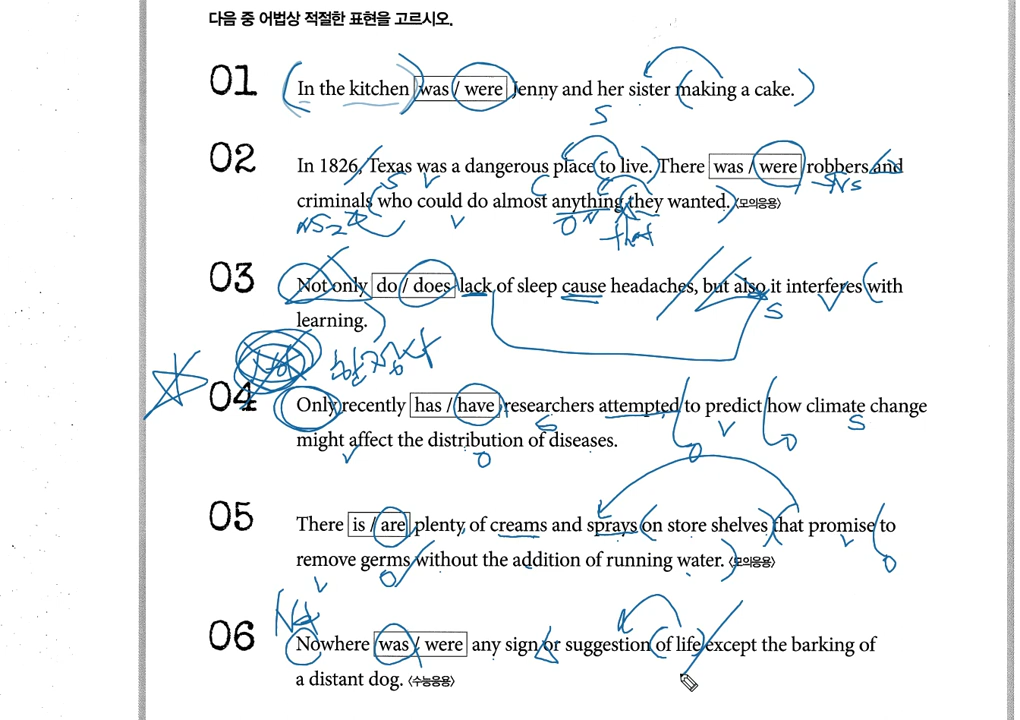 다음 중 어법상 적절한 표현을 고르시오.
01 In the kitchen was / were Jenny and her sister making a cake.
S
02 In 1826, Texas was a dangerous place to live. There was / were robbers and
S V
criminals who could do almost anything they wanted. (모의응용)
V O that
03 Not only do / does lack of sleep cause headaches, but also it interferes with
S V
learning.
04 Only recently has / have researchers attempted to predict how climate change
S V O O S
might affect the distribution of diseases.
V O
05 There is / are plenty of creams and sprays on store shelves that promise to
V O
remove germs without the addition of running water. (모의응용)
V O
Not
06 Nowhere was / were any sign or suggestion of life except the barking of
a distant dog. (수능응용)